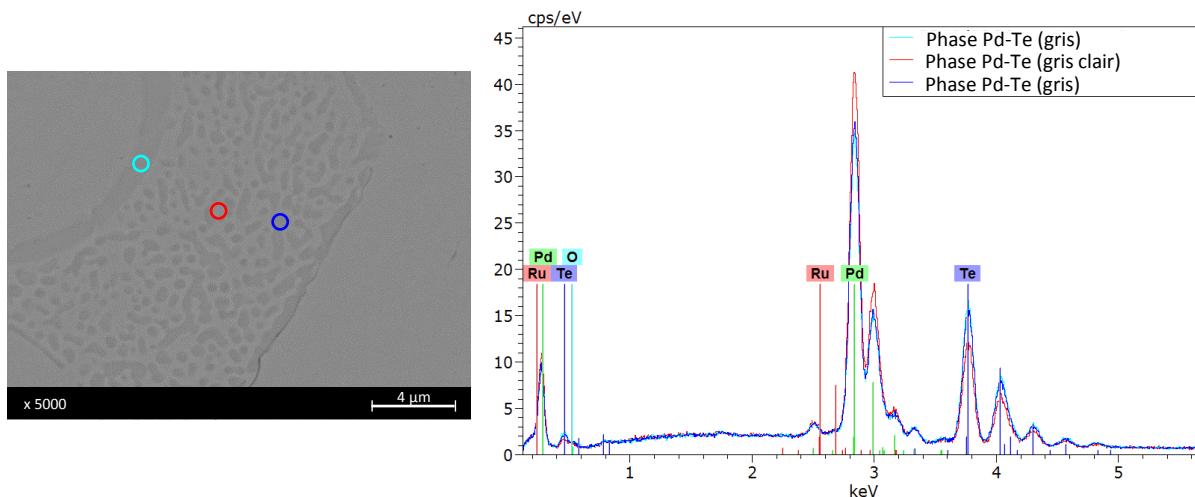 x 5000
4 µm
cps/eV
45
40
35
30
25
20
15
10
5
0
Phase Pd-Te (gris)
Phase Pd-Te (gris clair)
Phase Pd-Te (gris)
Pd O
Ru Te Ru Pd Te
1 2 3 4 5
keV